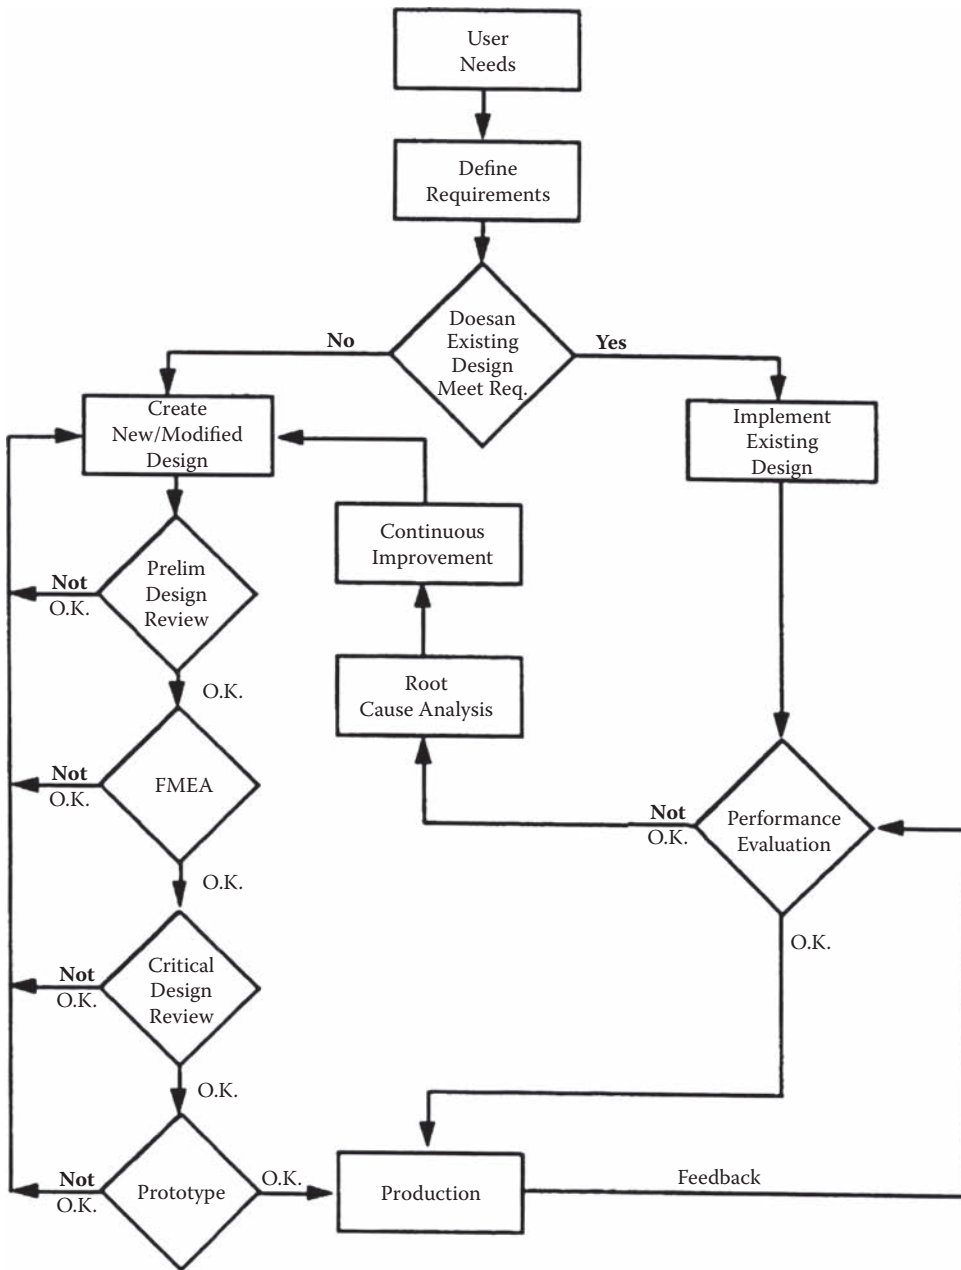 User
Needs
Define
Requirements
Doesan
Existing
Design
Meet Req.
No
Yes
Create
New/Modified
Design
Implement
Existing
Design
Continuous
Improvement
Prelim
Design
Review
Not
O.K.
O.K.
Root
Cause Analysis
FMEA
Not
O.K.
Performance
Evaluation
Not
O.K.
O.K.
O.K.
Critical
Design
Review
Not
O.K.
O.K.
Prototype
Not
O.K.
O.K.
Production
Feedback